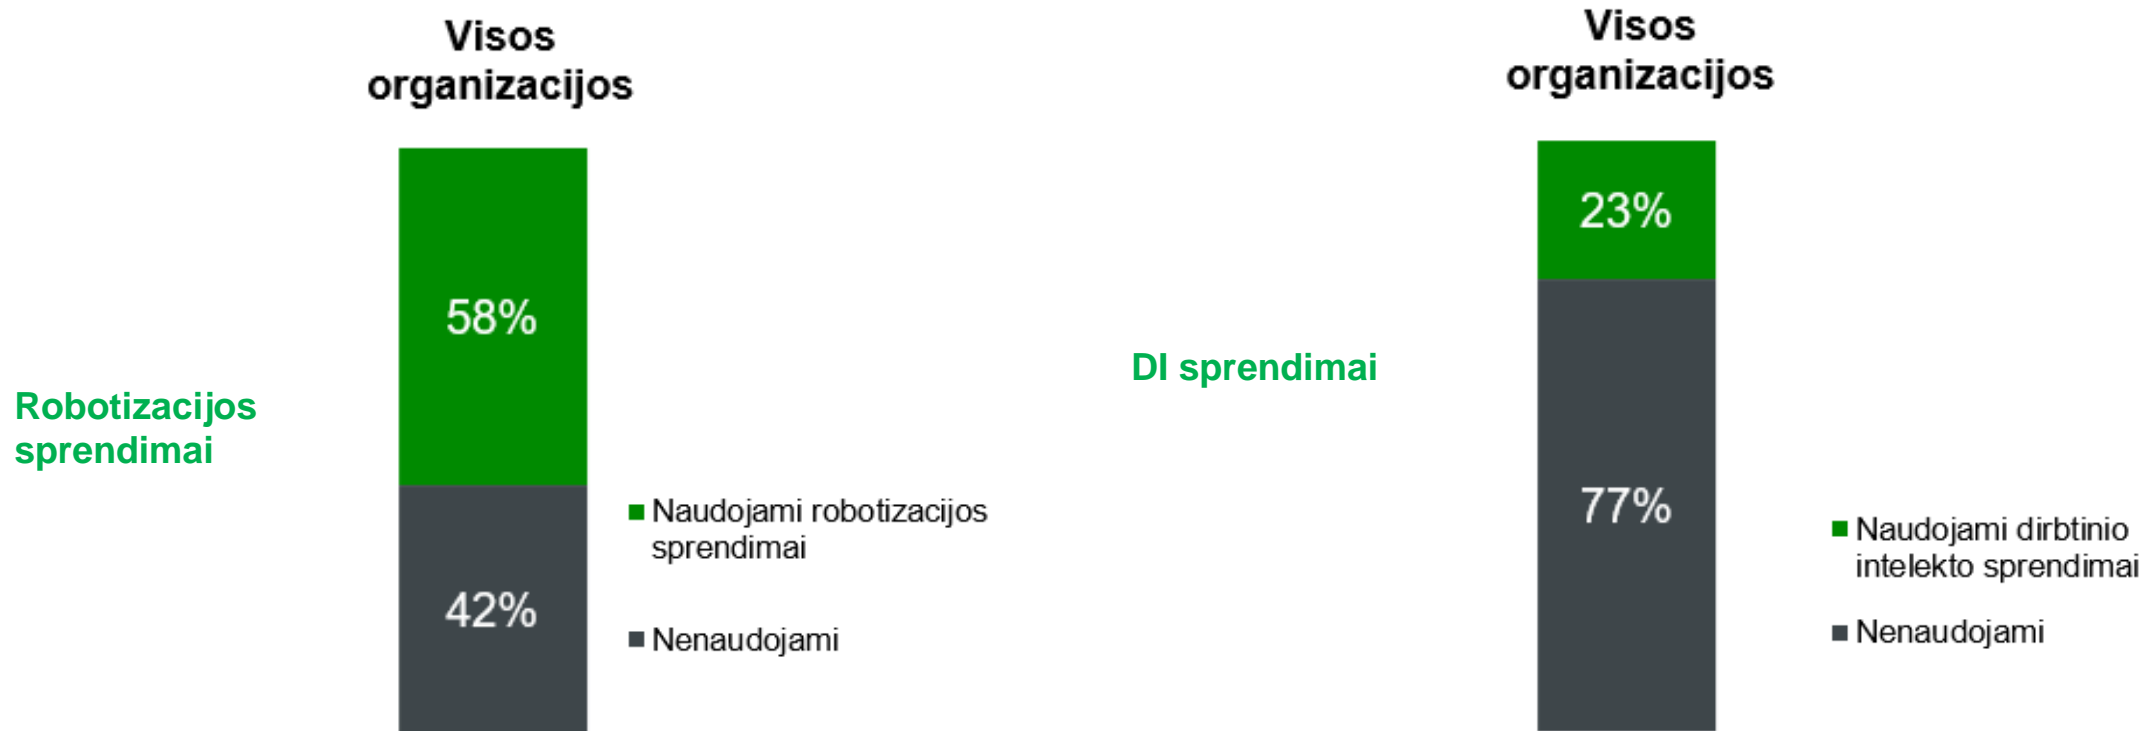 Visos
organizacijos
58%
42%
Robotizacijos
sprendimai
Naudojami robotizacijos
sprendimai
Nenaudojami
Visos
organizacijos
23%
77%
DI sprendimai
Naudojami dirbtinio
intelekto sprendimai
Nenaudojami